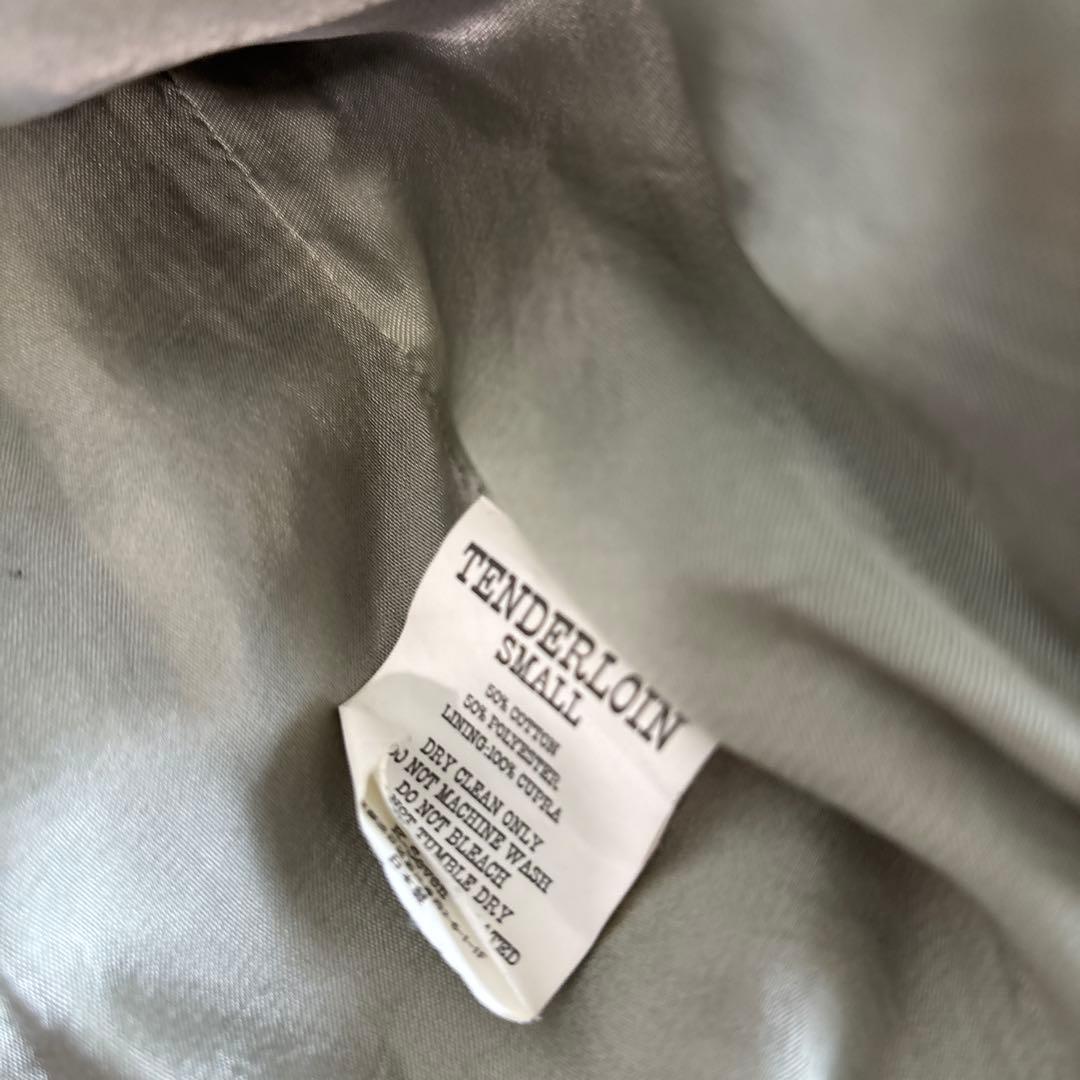 TENDERLOIN
SMALL
50% COTTON
50% POLYESTER
LINING:100% CUPRA
DRY CLEAN ONLY
DO NOT MACHINE WASH
DO NOT BLEACH
NOT TUMBLE DRY